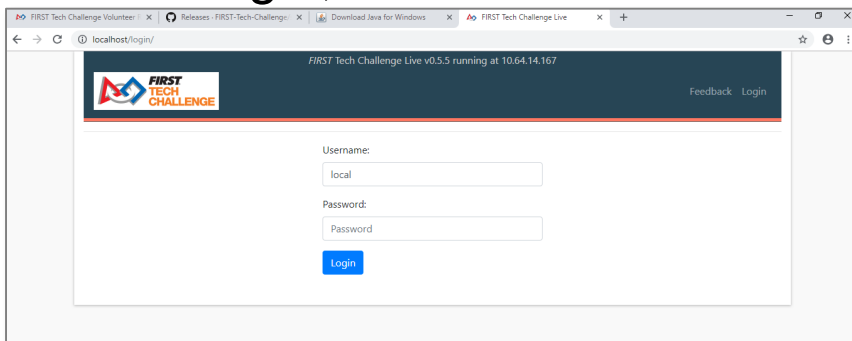 FIRST Tech Challenge Volunteer
Releases · FIRST-Tech-Challenge
Download Java for Windows
FIRST Tech Challenge Live
localhost/login/
FIRST Tech Challenge Live v0.5.5 running at 10.64.14.167
FIRST
TECH
CHALLENGE
Feedback Login
Username:
local
Password:
Password
Login